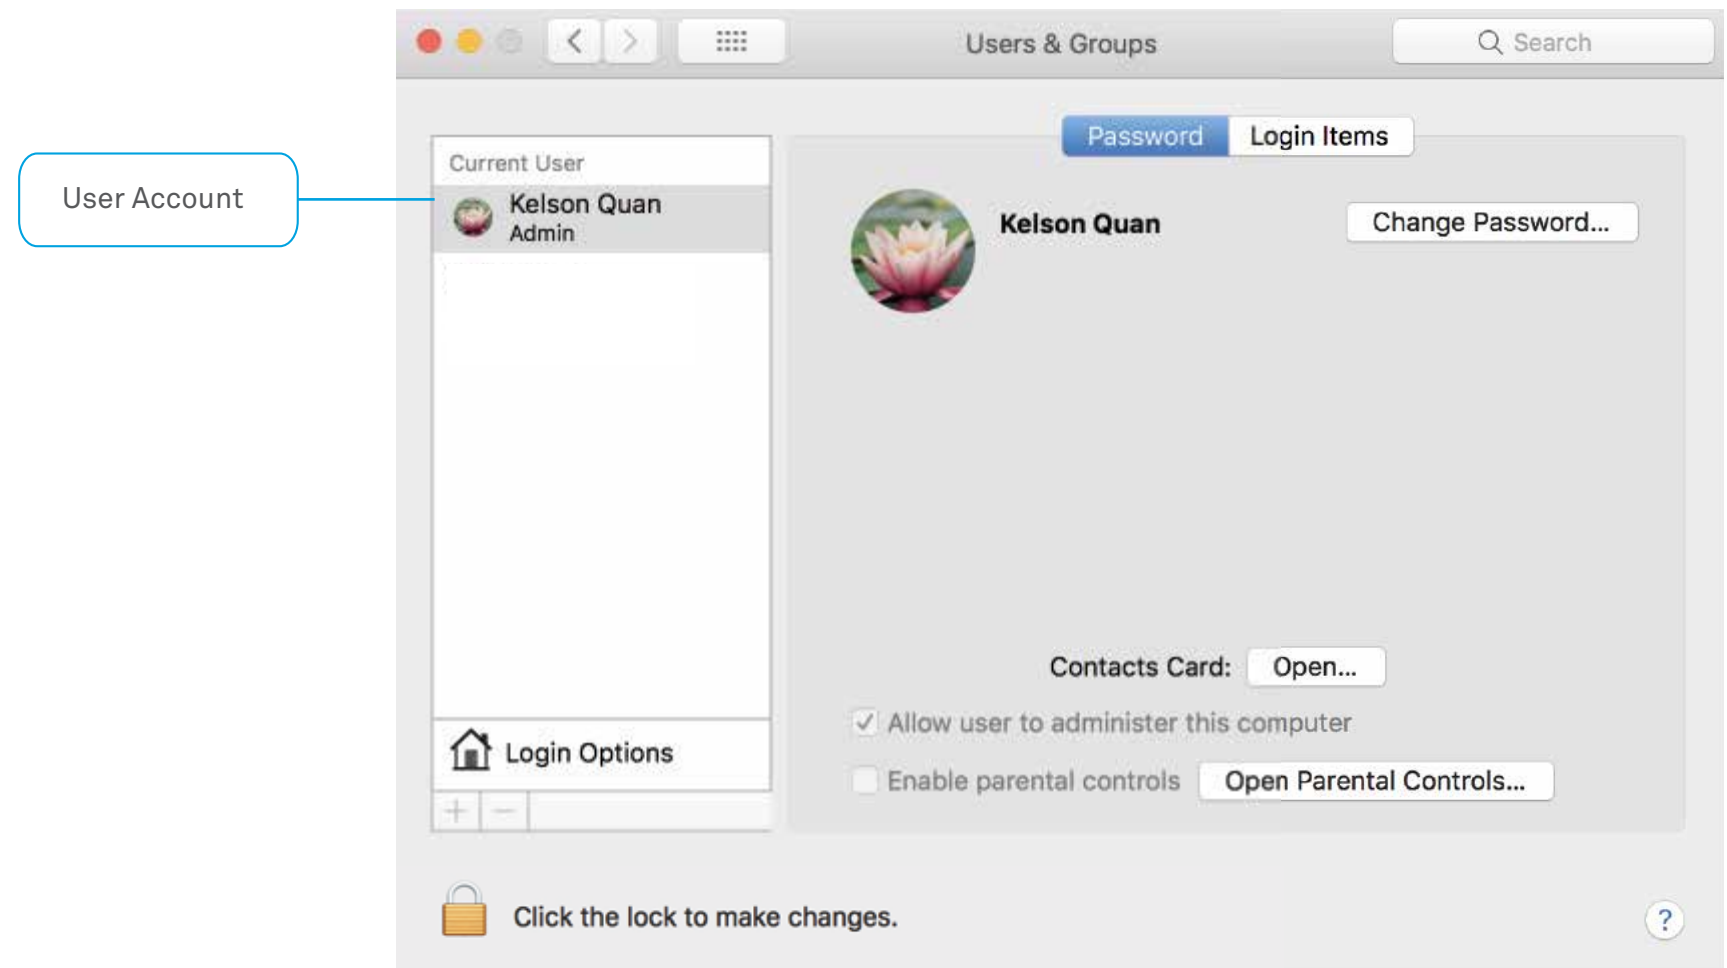 Users & Groups
Search
Password
Login Items
Current User
User Account
Kelson Quan
Admin
Kelson Quan
Change Password...
Contacts Card:
Open...
Allow user to administer this computer
Login Options
Enable parental controls
Open Parental Controls...
+
−
Click the lock to make changes.
?